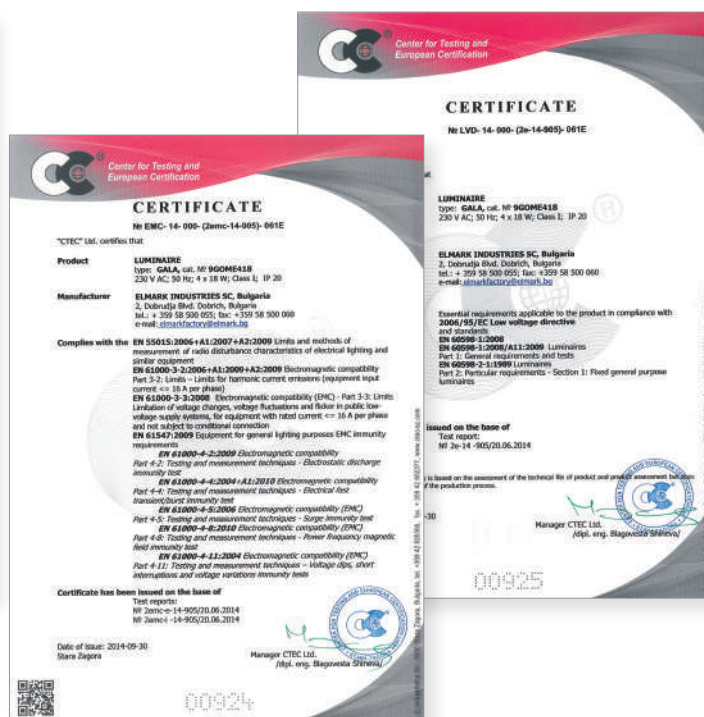 Center for Testing and
European Certification
CERTIFICATE
№ LVD- 14- 000- (2e-14-905)- 061E
LUMINAIRE
type: GALA, cat. № 9GOME418
230 V AC; 50 Hz; 4 x 18 W; Class I; IP 20
ELMARK INDUSTRIES SC, Bulgaria
2, Dobrudja Blvd. Dobrich, Bulgaria
tel.: + 359 58 500 055; fax: +359 58 500 060
e-mail: elmarkfactory@elmark.bg
Essential requirements applicable to the product in compliance with
2006/95/EC Low voltage directive
and standards
EN 60598-1:2008
EN 60598-1:2008/A11:2009 Luminaires
Part 1: General requirements and tests
EN 60598-2-1:1989 Luminaires
Part 2: Particular requirements - Section 1: Fixed general purpose
luminaires
issued on the base of
Test report:
№ 2e-14 -905/20.06.2014
is based on the assessment of the technical file of product and product assessment but
the production process.
-30
Manager CTEC Ltd.
/dipl. eng. Blagovesta Shineva/
00925
Center for Testing and
European Certification
CERTIFICATE
№ EMC- 14- 000- (2emc-14-905)- 061E
"CTEC" Ltd. certifies that
Product LUMINAIRE
type: GALA, cat. № 9GOME418
230 V AC; 50 Hz; 4 x 18 W; Class I; IP 20
Manufacturer ELMARK INDUSTRIES SC, Bulgaria
2, Dobrudja Blvd. Dobrich, Bulgaria
tel.: + 359 58 500 055; fax: +359 58 500 060
e-mail: elmarkfactory@elmark.bg
Complies with the EN 55015:2006+A1:2007+A2:2009 Limits and methods of
measurement of radio disturbance characteristics of electrical lighting and
similar equipment
EN 61000-3-2:2006+A1:2009+A2:2009 Electromagnetic compatibility
Part 3-2: Limits – Limits for harmonic current emissions (equipment input
current <= 16 A per phase)
EN 61000-3-3:2008 Electromagnetic compatibility (EMC) - Part 3-3: Limits
Limitation of voltage changes, voltage fluctuations and flicker in public low-
voltage supply systems, for equipment with rated current <= 16 A per phase
and not subject to conditional connection
EN 61547:2009 Equipment for general lighting purposes EMC immunity
requirements
EN 61000-4-2:2009 Electromagnetic compatibility
Part 4-2: Testing and measurement techniques - Electrostatic discharge
immunity test
EN 61000-4-4:2004+A1:2010 Electromagnetic compatibility
Part 4-4: Testing and measurement techniques - Electrical fast
transient/burst immunity test
EN 61000-4-5:2006 Electromagnetic compatibility (EMC)
Part 4-5: Testing and measurement techniques - Surge immunity test
EN 61000-4-8:2010 Electromagnetic compatibility (EMC)
Part 4-8: Testing and measurement techniques - Power frequency magnetic
field immunity test
EN 61000-4-11:2004 Electromagnetic compatibility (EMC)
Part 4-11: Testing and measurement techniques – Voltage dips, short
interruptions and voltage variations immunity tests
Certificate has been issued on the base of
Test reports:
№ 2emc-e-14-905/20.06.2014
№ 2emc-i -14-905/20.06.2014
Date of issue: 2014-09-30
Stara Zagora
Manager CTEC Ltd.
/dipl. eng. Blagovesta Shineva/
00924